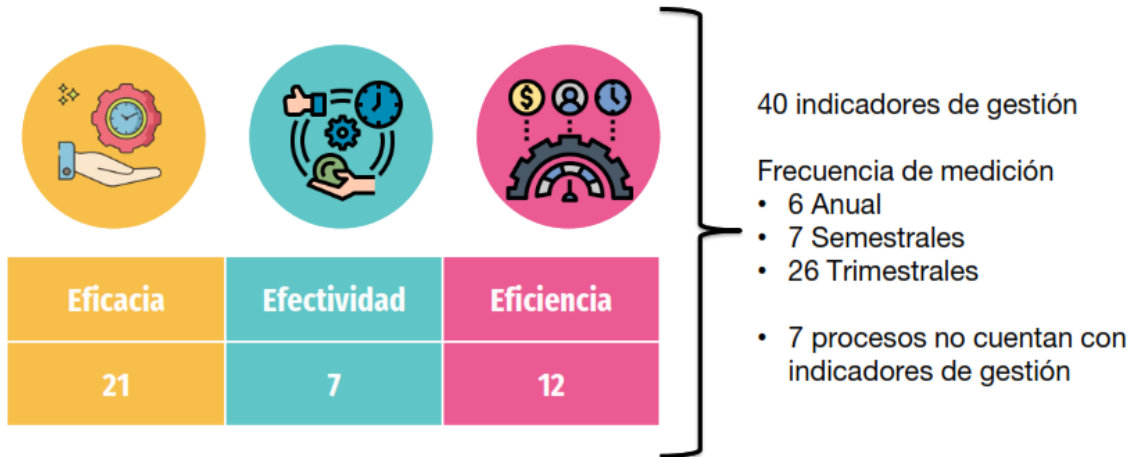 $
Eficacia Efectividad Eficiencia
21 7 12
40 indicadores de gestión
Frecuencia de medición
• 6 Anual
• 7 Semestrales
• 26 Trimestrales
• 7 procesos no cuentan con
indicadores de gestión